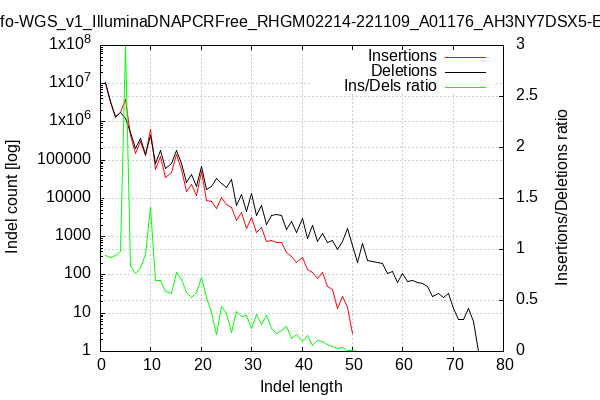 fo-WGS_v1_IlluminaDNAPCRFree_RHGM02214-221109_A01176_AH3NY7DSX5-E
Insertions
Deletions
Ins/Dels ratio
1x10^8
1x10^7
1x10^6
100000
10000
1000
100
10
1
Indel count [log]
3
2.5
2
1.5
1
0.5
0
Insertions/Deletions ratio
0 10 20 30 40 50 60 70 80
Indel length